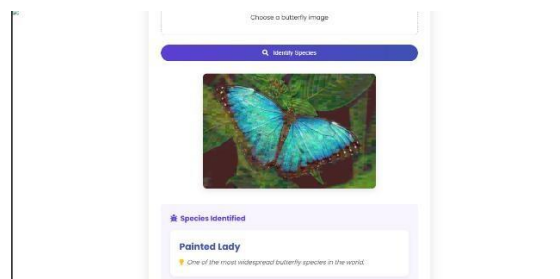 Choose a butterfly image
Identify Species
Species Identified
Painted Lady
One of the most widespread butterfly species in the world.